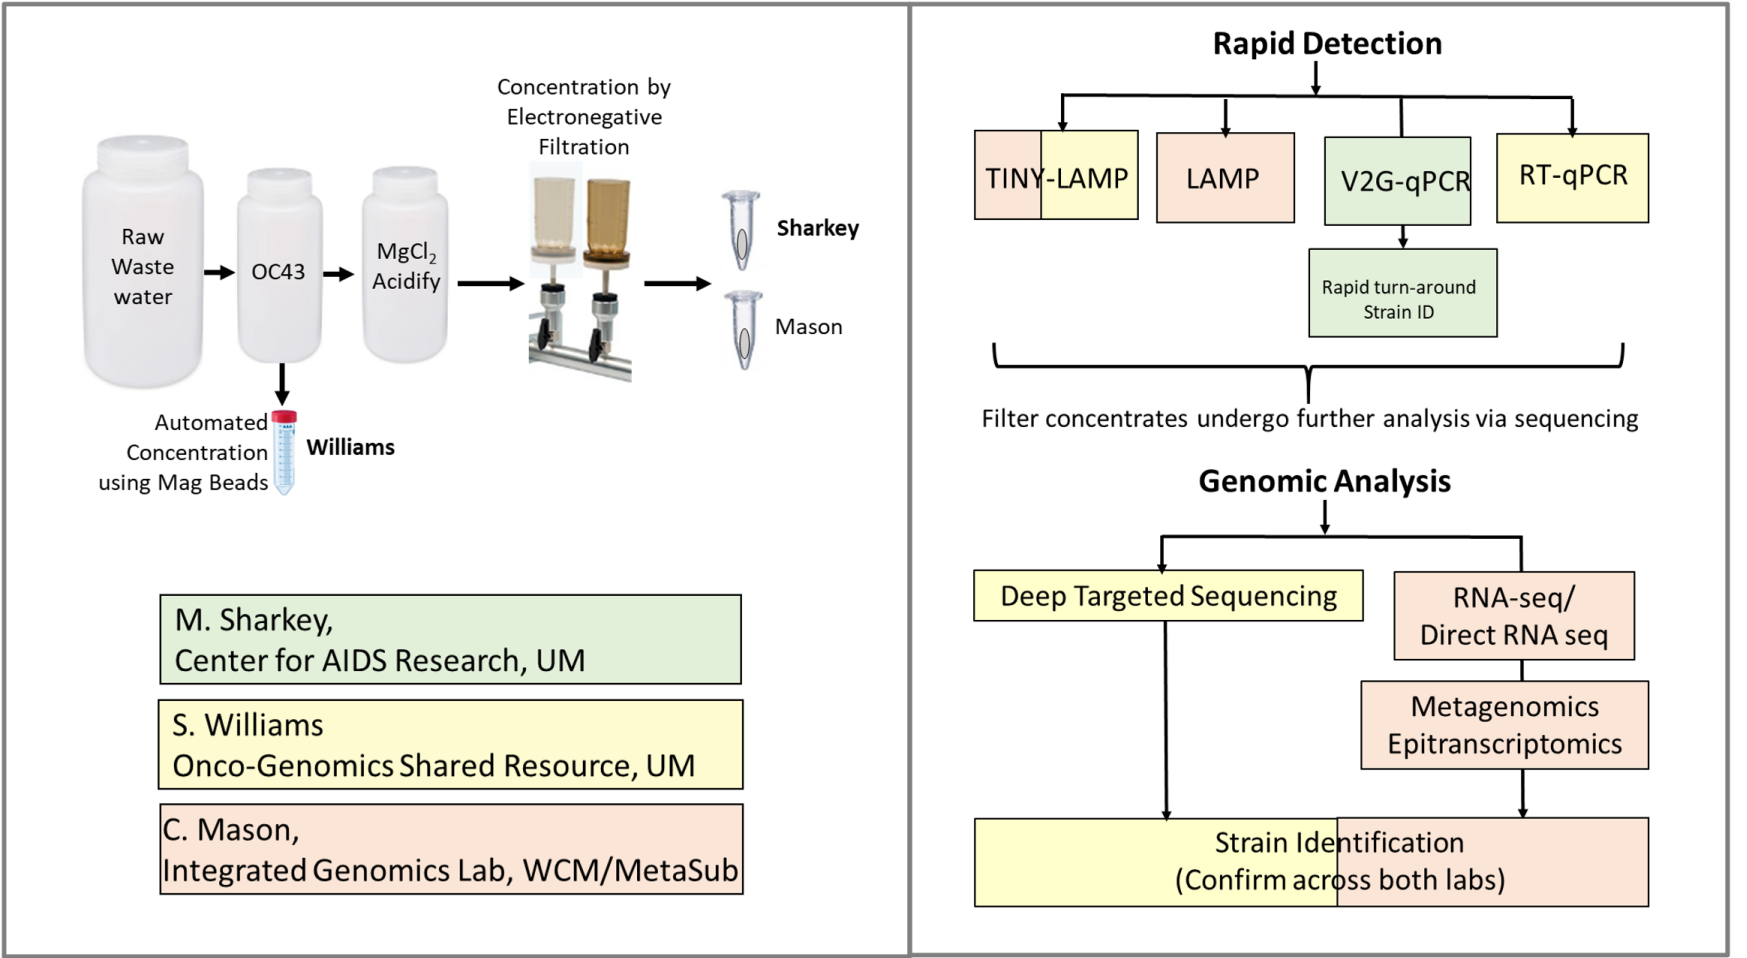 Concentration by
Electronegative
Filtration
Raw
Waste
water
OC43
MgCl₂
Acidify
Sharkey
Mason
Automated
Concentration
using Mag Beads
Williams
M. Sharkey,
Center for AIDS Research, UM
S. Williams
Onco-Genomics Shared Resource, UM
C. Mason,
Integrated Genomics Lab, WCM/MetaSub
Rapid Detection
TINY-LAMP
LAMP
V2G-qPCR
RT-qPCR
Rapid turn-around
Strain ID
Filter concentrates undergo further analysis via sequencing
Genomic Analysis
Deep Targeted Sequencing
RNA-seq/
Direct RNA seq
Metagenomics
Epitranscriptomics
Strain Identification
(Confirm across both labs)